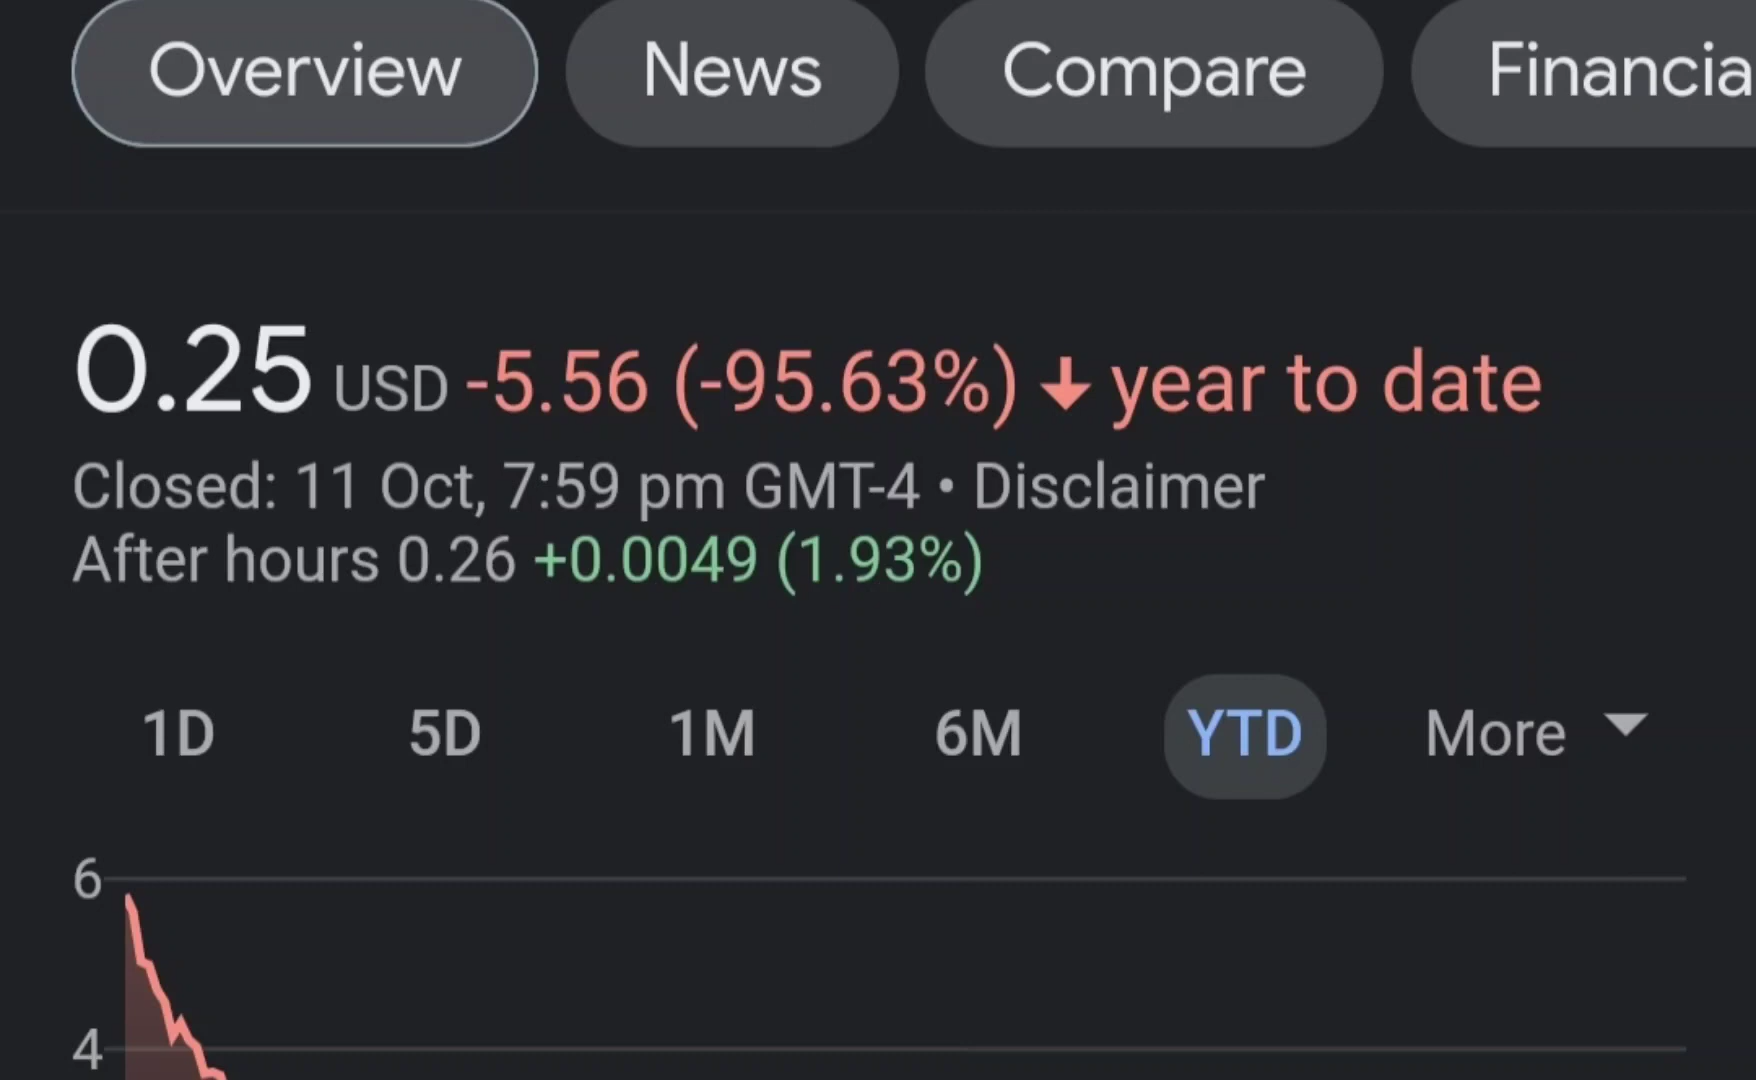 Overview News Compare Financia
0.25 USD -5.56 (-95.63%) ↓ year to date
Closed: 11 Oct, 7:59 pm GMT-4 • Disclaimer
After hours 0.26 +0.0049 (1.93%)
1D 5D 1M 6M YTD More
6
4